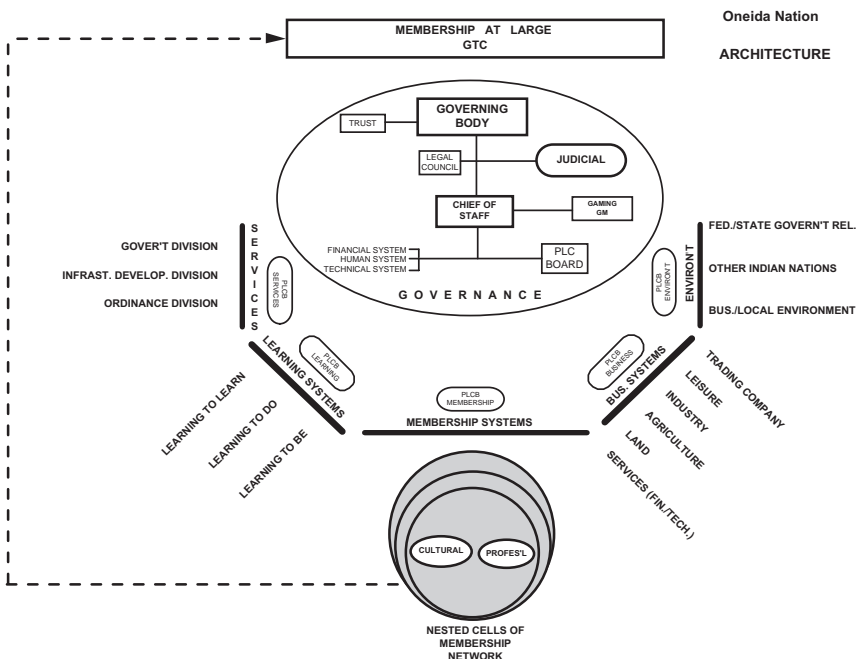 Oneida Nation
ARCHITECTURE
MEMBERSHIP AT LARGE
GTC
GOVERNING
BODY
TRUST
LEGAL
COUNCIL
JUDICIAL
CHIEF OF
STAFF
GAMING
GM
FINANCIAL SYSTEM
HUMAN SYSTEM
TECHNICAL SYSTEM
PLC
BOARD
GOVERNANCE
SERVICES
PLCB
SERVICES
GOVER'T DIVISION
INFRAST. DEVELOP. DIVISION
ORDINANCE DIVISION
PLCB
LEARNING
LEARNING SYSTEMS
LEARNING TO LEARN
LEARNING TO DO
LEARNING TO BE
PLCB
MEMBERSHIP
MEMBERSHIP SYSTEMS
PLCB
BUSINESS
BUS. SYSTEMS
TRADING COMPANY
LEISURE
INDUSTRY
AGRICULTURE
LAND
SERVICES (FIN./TECH.)
PLCB
ENVIRON'T
ENVIRON'T
FED./STATE GOVERN'T REL.
OTHER INDIAN NATIONS
BUS./LOCAL ENVIRONMENT
CULTURAL
PROFES'L
NESTED CELLS OF
MEMBERSHIP
NETWORK